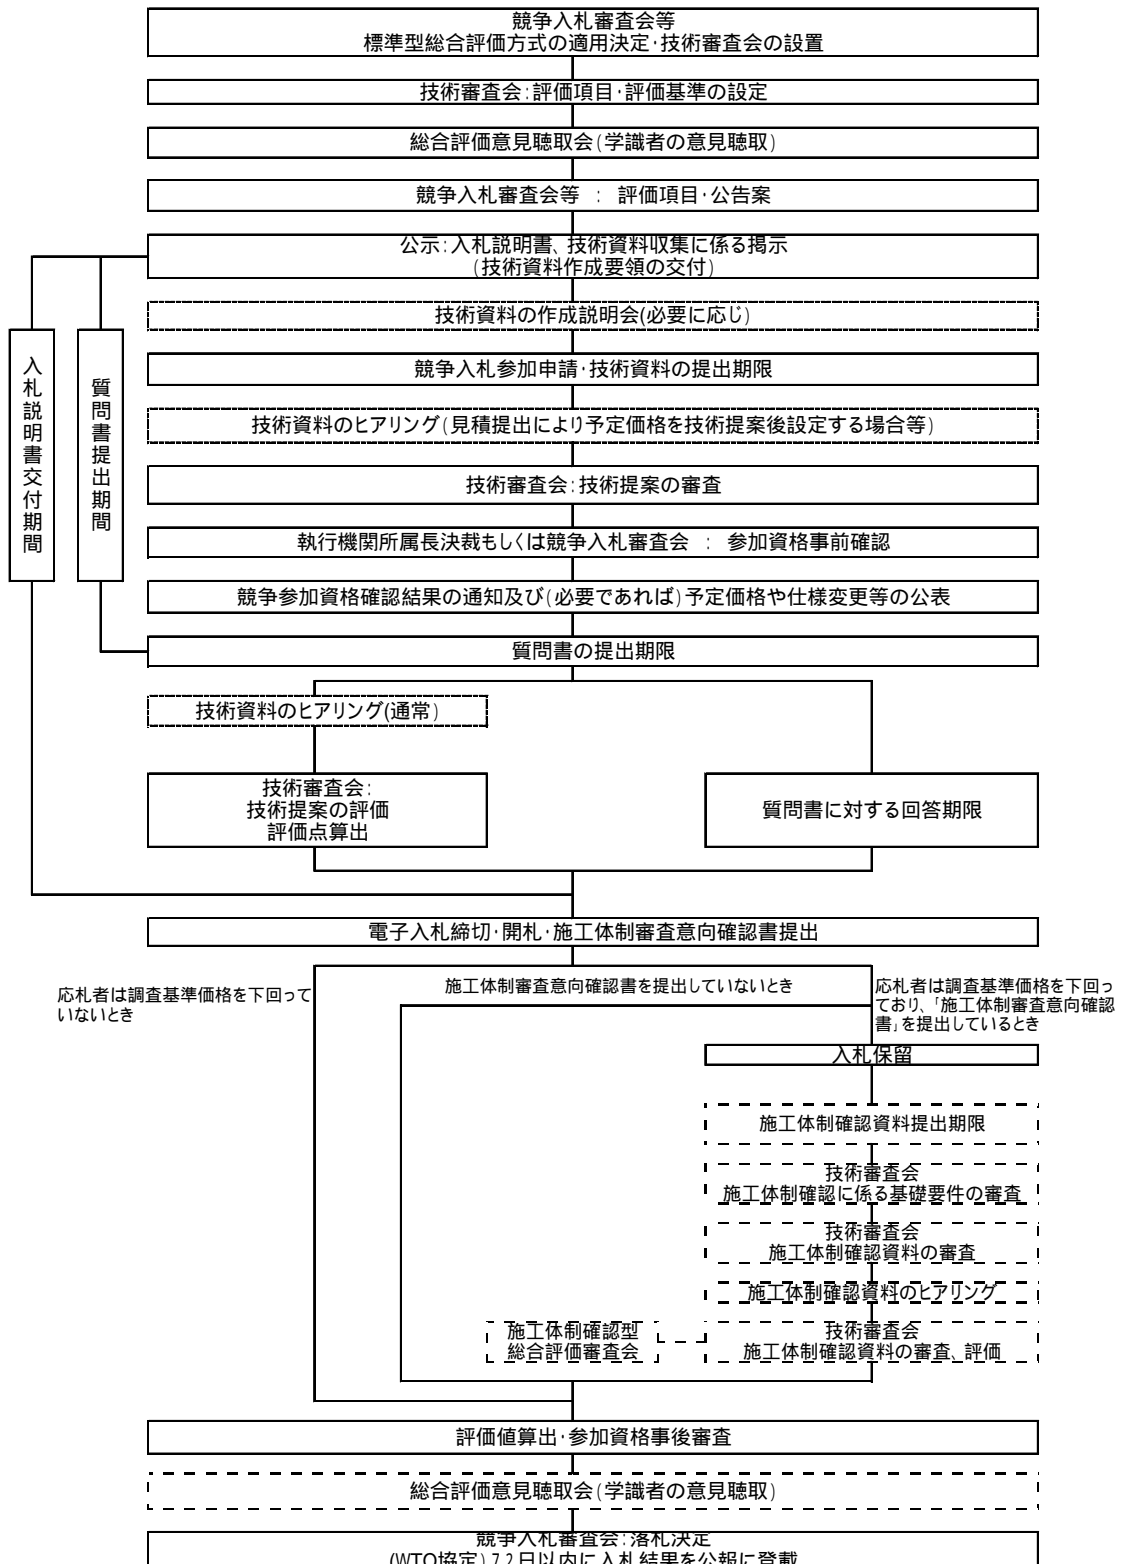 競争入札審査会等
標準型総合評価方式の適用決定・技術審査会の設置
技術審査会:評価項目・評価基準の設定
総合評価意見聴取会(学識者の意見聴取)
競争入札審査会等 : 評価項目・公告案
公示:入札説明書、技術資料収集に係る掲示
(技術資料作成要領の交付)
技術資料の作成説明会(必要に応じ)
入札説明書交付期間
質問書提出期間
競争入札参加申請・技術資料の提出期限
技術資料のヒアリング(見積提出により予定価格を技術提案後設定する場合等)
技術審査会:技術提案の審査
執行機関所属長決裁もしくは競争入札審査会 : 参加資格事前確認
競争参加資格確認結果の通知及び(必要であれば)予定価格や仕様変更等の公表
質問書の提出期限
技術資料のヒアリング(通常)
技術審査会:
技術提案の評価
評価点算出
質問書に対する回答期限
電子入札締切・開札・施工体制審査意向確認書提出
応札者は調査基準価格を下回って
いないとき
施工体制審査意向確認書を提出していないとき
応札者は調査基準価格を下回っ
ており、「施工体制審査意向確認
書」を提出しているとき
入札保留
施工体制確認資料提出期限
技術審査会
施工体制確認に係る基礎要件の審査
技術審査会
施工体制確認資料の審査
施工体制確認資料のヒアリング
施工体制確認型
総合評価審査会
技術審査会
施工体制確認資料の審査、評価
評価値算出・参加資格事後審査
総合評価意見聴取会(学識者の意見聴取)
競争入札審査会:落札決定
(WTO協定)72日以内に入札結果を公報に登載